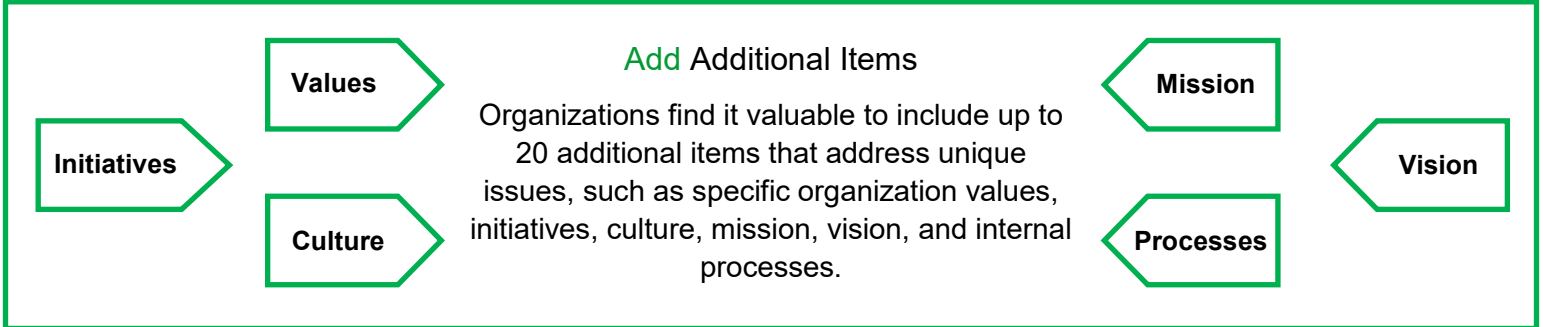 Initiatives
Values
Culture
Add Additional Items
Organizations find it valuable to include up to
20 additional items that address unique
issues, such as specific organization values,
initiatives, culture, mission, vision, and internal
processes.
Mission
Processes
Vision